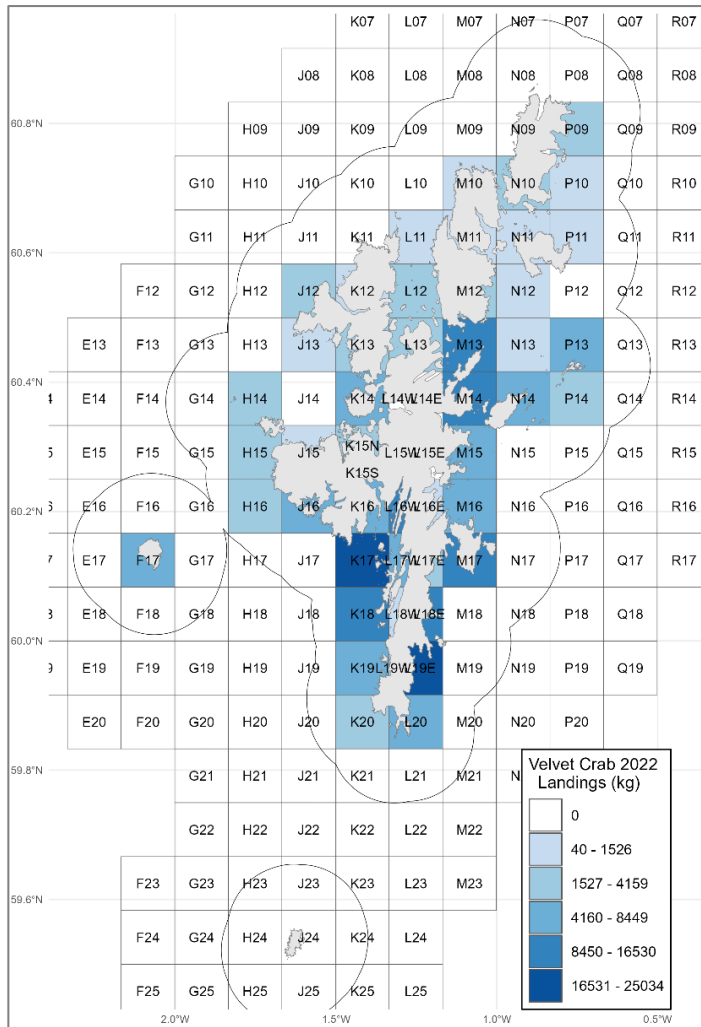 K07 L07 M07 N07 P07 Q07 R07
J08 K08 L08 M08 N08 P08 Q08 R08
60.8°N
H09 J09 K09 L09 M09 N09 P09 Q09 R09
G10 H10 J10 K10 L10 M10 N10 P10 Q10 R10
60.6°N
G11 H11 J11 K11 L11 M11 N11 P11 Q11 R11
F12 G12 H12 J12 K12 L12 M12 N12 P12 Q12 R12
E13 F13 G13 H13 J13 K13 L13 M13 N13 P13 Q13 R13
60.4°N
4 E14 F14 G14 H14 J14 K14 L14W L14E M14 N14 P14 Q14 R14
5 E15 F15 G15 H15 J15 K15N L15W L15E M15 N15 P15 Q15 R15
K15S
6 E16 F16 G16 H16 J16 K16 L16W L16E M16 N16 P16 Q16 R16
60.2°N
7 E17 F17 G17 H17 J17 K17 L17W L17E M17 N17 P17 Q17 R17
8 E18 F18 G18 H18 J18 K18 L18W L18E M18 N18 P18 Q18
60.0°N
9 E19 F19 G19 H19 J19 K19 L19W L19E M19 N19 P19 Q19
E20 F20 G20 H20 J20 K20 L20 M20 N20 P20
59.8°N
G21 H21 J21 K21 L21 M21 N
G22 H22 J22 K22 L22 M22
F23 G23 H23 J23 K23 L23 M23
59.6°N
F24 G24 H24 J24 K24 L24
F25 G25 H25 J25 K25 L25
2.0°W 1.5°W 1.0°W 0.5°W
Velvet Crab 2022
Landings (kg)
0
40 - 1526
1527 - 4159
4160 - 8449
8450 - 16530
16531 - 25034